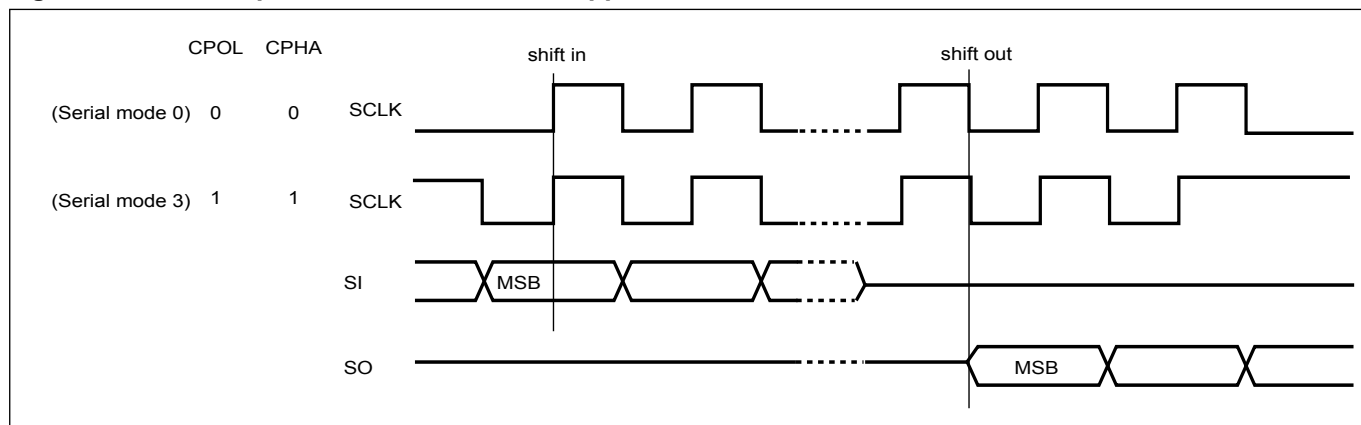 CPOL CPHA
shift in
shift out
(Serial mode 0) 0 0 SCLK
(Serial mode 3) 1 1 SCLK
SI
MSB
SO
MSB